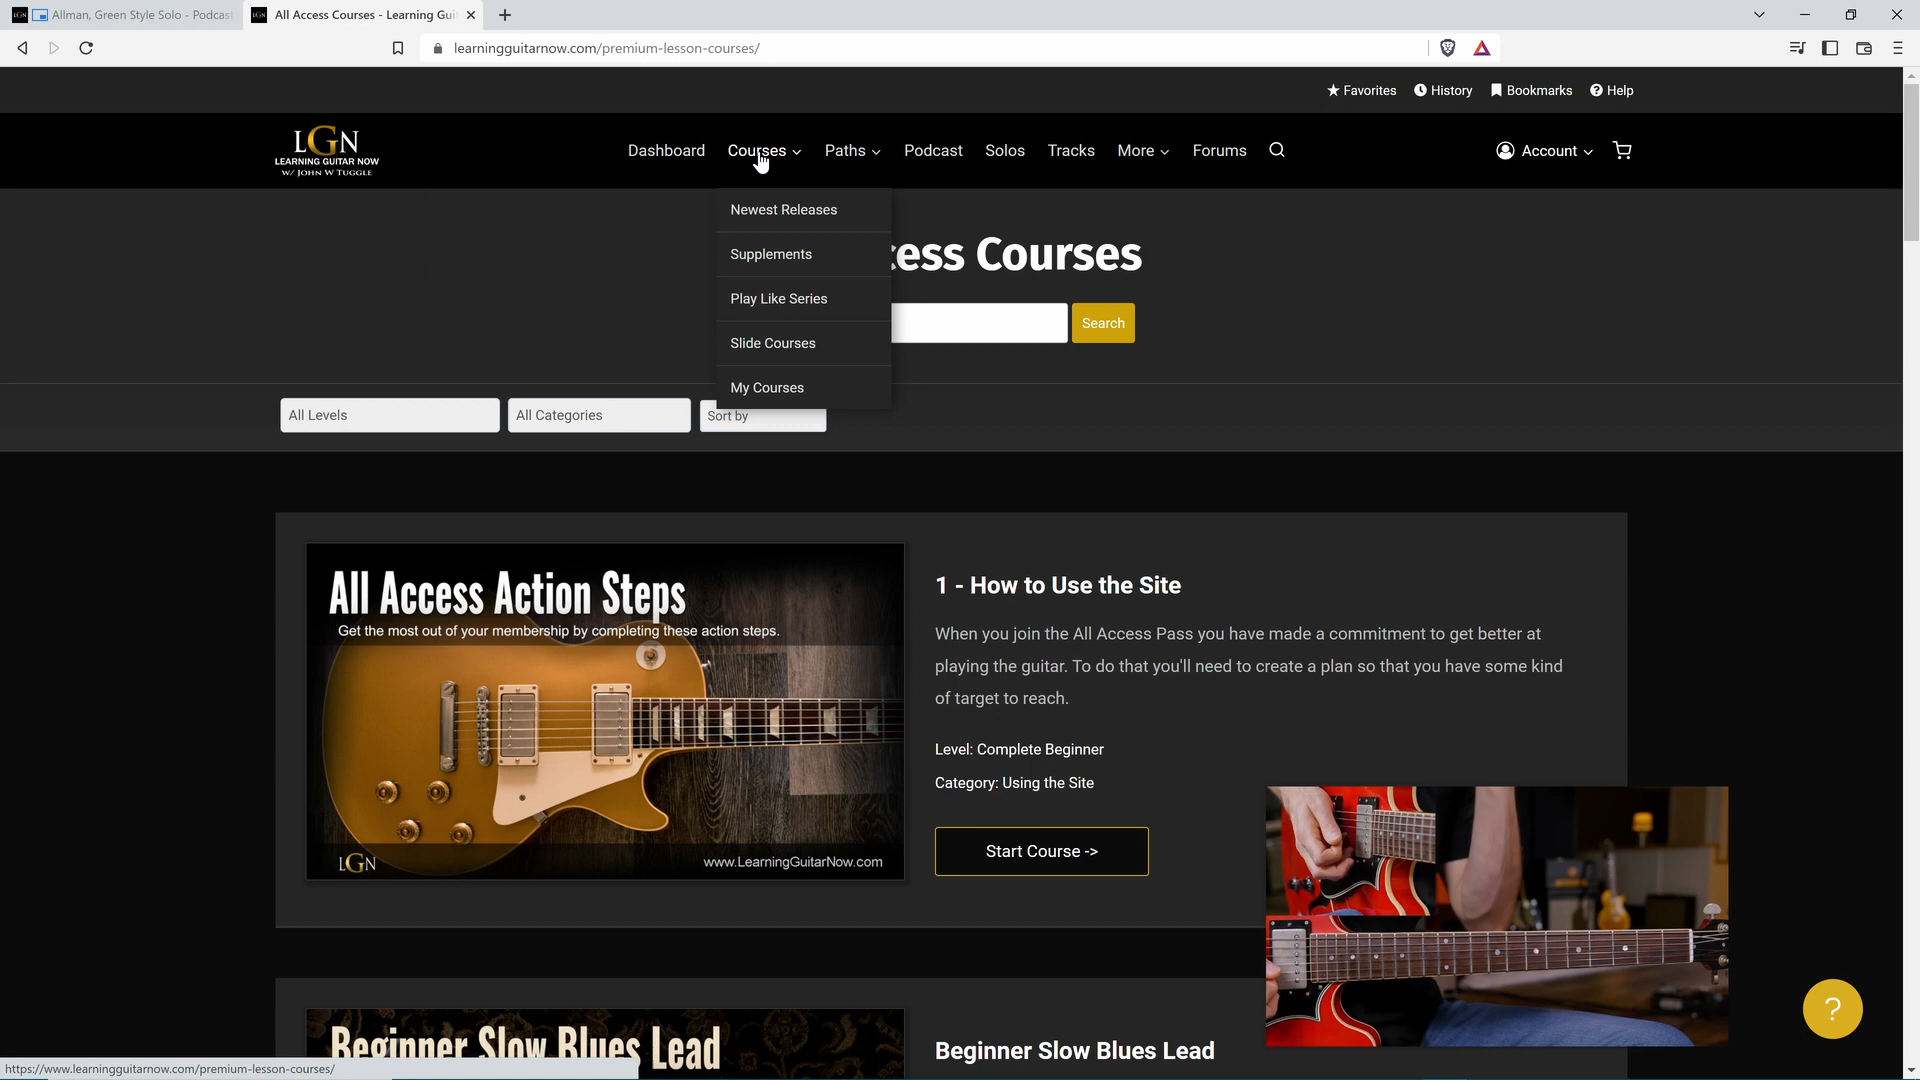 LGN Allman, Green Style Solo - Podcast
LGN All Access Courses - Learning Gui
learningguitarnow.com/premium-lesson-courses/
Favorites History Bookmarks Help
LGN
LEARNING GUITAR NOW
W/ JOHN W TUGGLE
Dashboard Courses Paths Podcast Solos Tracks More Forums Account
Newest Releases
Supplements
Play Like Series
Slide Courses
My Courses
cess Courses
Search
All Levels All Categories Sort by
All Access Action Steps
Get the most out of your membership by completing these action steps.
LGN www.LearningGuitarNow.com
1 - How to Use the Site
When you join the All Access Pass you have made a commitment to get better at
playing the guitar. To do that you'll need to create a plan so that you have some kind
of target to reach.
Level: Complete Beginner
Category: Using the Site
Start Course ->
Beginner Slow Blues Lead
Beginner Slow Blues Lead
?
https://www.learningguitarnow.com/premium-lesson-courses/